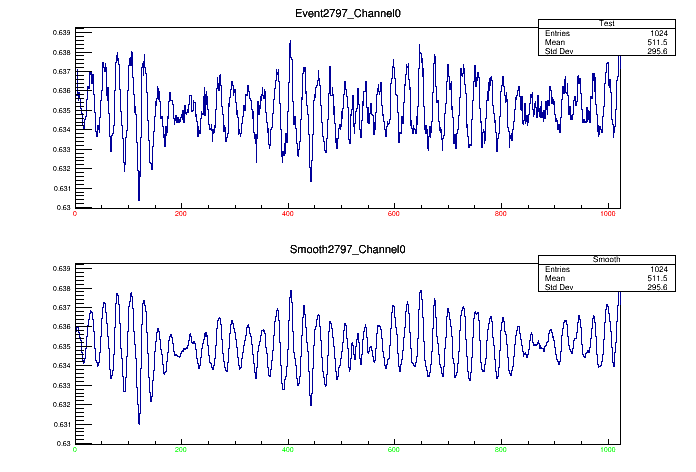 Event2797_Channel0
Test
Entries 1024
Mean 511.5
Std Dev 295.6
0.639
0.638
0.637
0.636
0.635
0.634
0.633
0.632
0.631
0.63
0 200 400 600 800 1000
Smooth2797_Channel0
Smooth
Entries 1024
Mean 511.5
Std Dev 295.6
0.639
0.638
0.637
0.636
0.635
0.634
0.633
0.632
0.631
0.63
0 200 400 600 800 1000